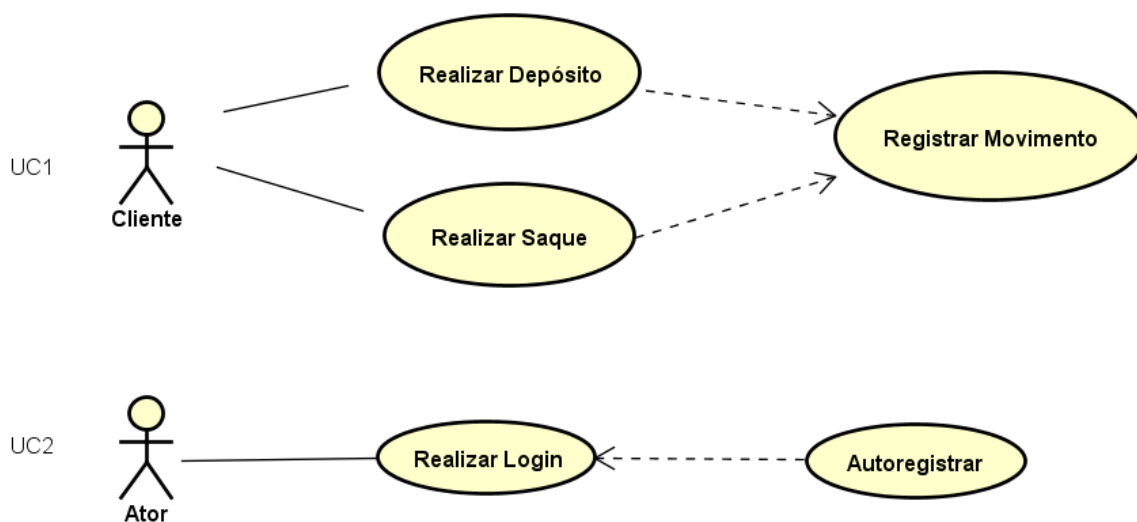 Realizar Depósito
Registrar Movimento
UC1
Cliente
Realizar Saque
UC2
Realizar Login
Autoregistrar
Ator